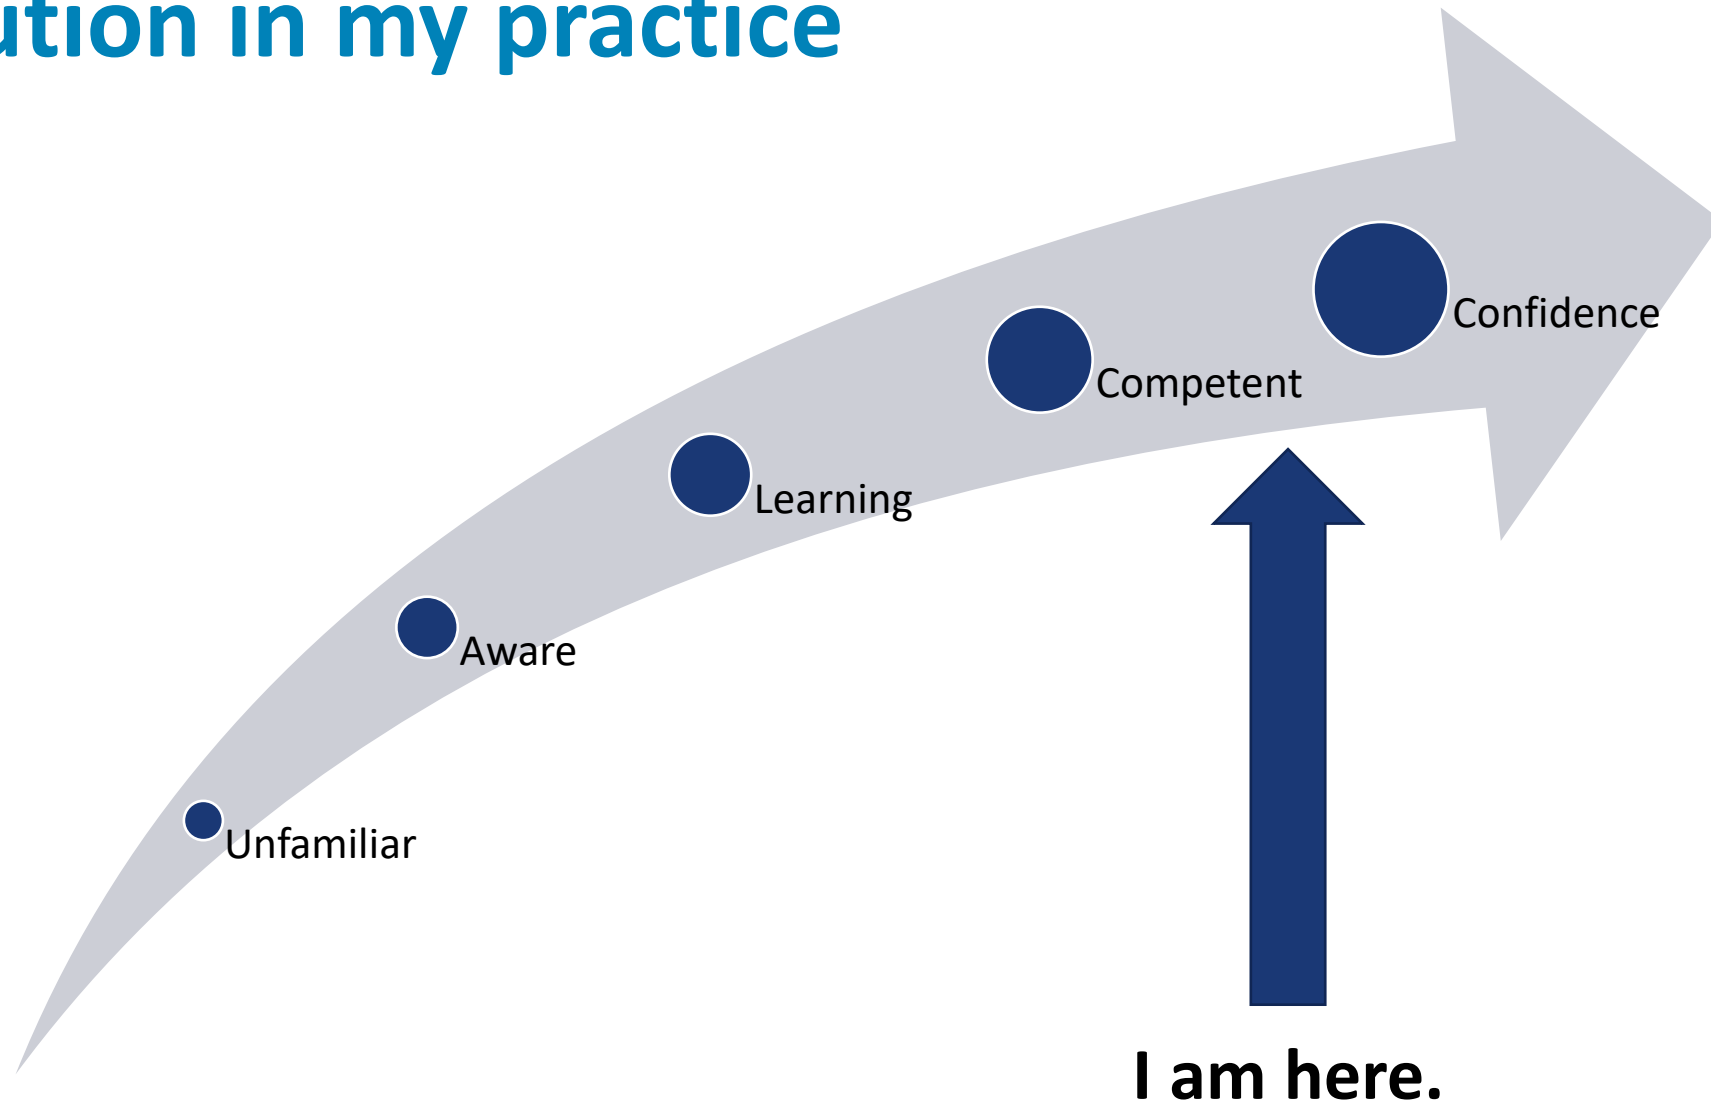 ution in my practice
Confidence
Competent
Learning
Aware
Unfamiliar
I am here.